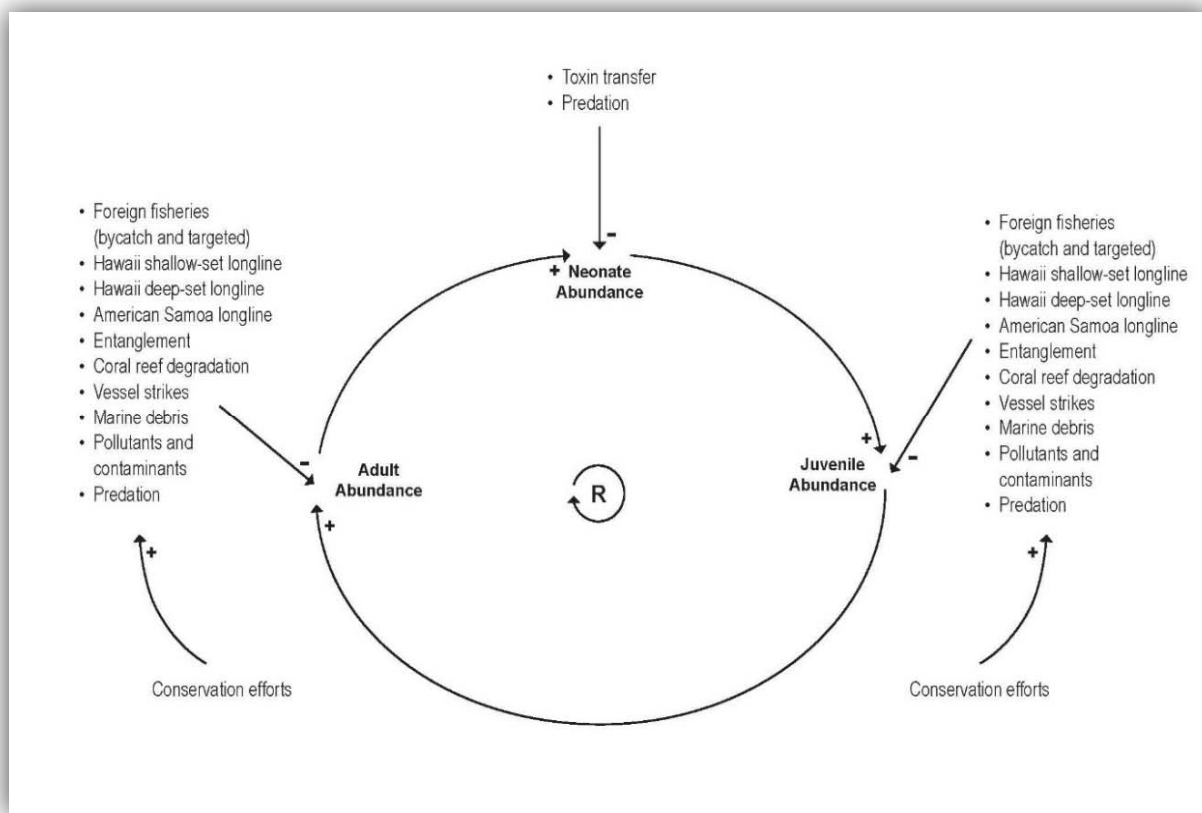 • Toxin transfer
• Predation
• Foreign fisheries
(bycatch and targeted)
• Hawaii shallow-set longline
• Hawaii deep-set longline
• American Samoa longline
• Entanglement
• Coral reef degradation
• Vessel strikes
• Marine debris
• Pollutants and
contaminants
• Predation
-
+ Neonate
Abundance
• Foreign fisheries
(bycatch and targeted)
• Hawaii shallow-set longline
• Hawaii deep-set longline
• American Samoa longline
• Entanglement
• Coral reef degradation
• Vessel strikes
• Marine debris
• Pollutants and
contaminants
• Predation
-
Adult
Abundance
+
R
+
Juvenile
Abundance
-
+
Conservation efforts
+
Conservation efforts